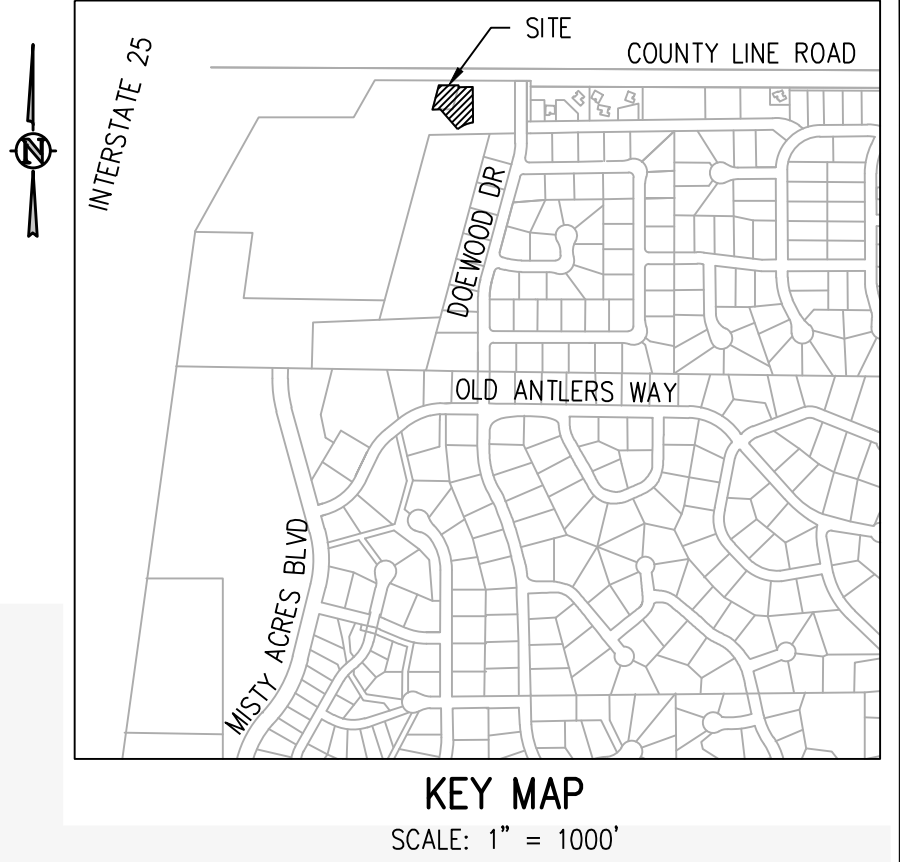 SITE
COUNTY LINE ROAD
INTERSTATE 25
N
DOEWOOD DR
OLD ANTLERS WAY
MISTY ACRES BLVD
KEY MAP
SCALE: 1" = 1000'